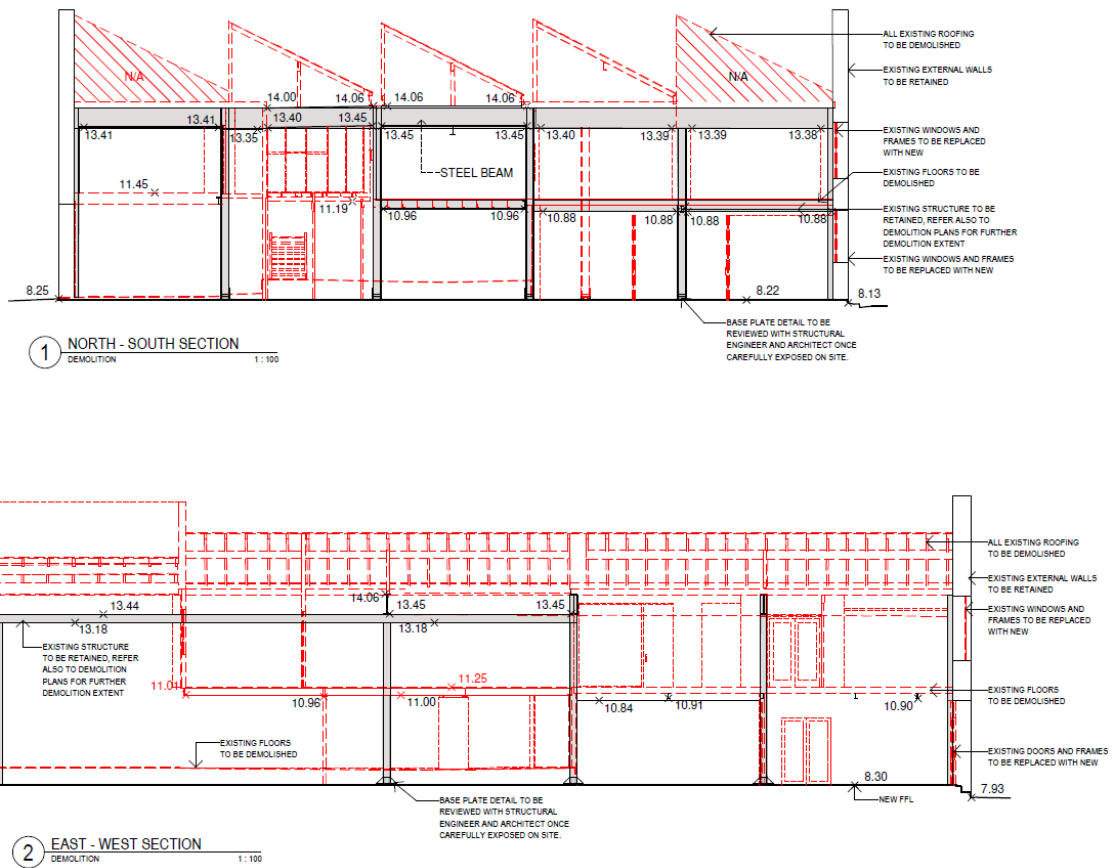 ALL EXISTING ROOFING
TO BE DEMOLISHED
N/A
N/A
EXISTING EXTERNAL WALLS
TO BE RETAINED
14.00 14.06 14.06 14.06
13.41 13.41 13.35 13.40 13.45 13.45 13.45 13.40 13.39 13.39 13.38
EXISTING WINDOWS AND
FRAMES TO BE REPLACED
WITH NEW
STEEL BEAM
EXISTING FLOORS TO BE
DEMOLISHED
11.45
11.19
10.96 10.96 10.88 10.88 10.88 10.88
EXISTING STRUCTURE TO BE
RETAINED, REFER ALSO TO
DEMOLITION PLANS FOR FURTHER
DEMOLITION EXTENT
EXISTING WINDOWS AND FRAMES
TO BE REPLACED WITH NEW
8.25 8.22 8.13
BASE PLATE DETAIL TO BE
REVIEWED WITH STRUCTURAL
ENGINEER AND ARCHITECT ONCE
CAREFULLY EXPOSED ON SITE.
1 NORTH - SOUTH SECTION
DEMOLITION 1 : 100
ALL EXISTING ROOFING
TO BE DEMOLISHED
EXISTING EXTERNAL WALLS
TO BE RETAINED
14.06
13.44 13.45 13.45
13.18 13.18
EXISTING WINDOWS AND
FRAMES TO BE REPLACED
WITH NEW
EXISTING STRUCTURE
TO BE RETAINED, REFER
ALSO TO DEMOLITION
PLANS FOR FURTHER
DEMOLITION EXTENT
11.01 11.25
10.96 11.00 10.84 10.91 10.90
EXISTING FLOORS
TO BE DEMOLISHED
EXISTING FLOORS
TO BE DEMOLISHED
EXISTING DOORS AND FRAMES
TO BE REPLACED WITH NEW
8.30
NEW FFL
7.93
BASE PLATE DETAIL TO BE
REVIEWED WITH STRUCTURAL
ENGINEER AND ARCHITECT ONCE
CAREFULLY EXPOSED ON SITE.
2 EAST - WEST SECTION
DEMOLITION 1 : 100